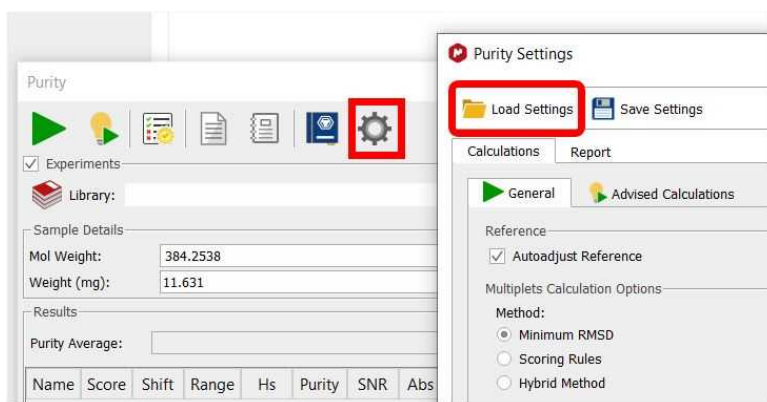 Purity
Experiments
Library:
Sample Details
Mol Weight: 384.2538
Weight (mg): 11.631
Results
Purity Average:
Name Score Shift Range Hs Purity SNR Abs
Purity Settings
Load Settings Save Settings
Calculations Report
General Advised Calculations
Reference
Autoadjust Reference
Multiplets Calculation Options
Method:
Minimum RMSD
Scoring Rules
Hybrid Method